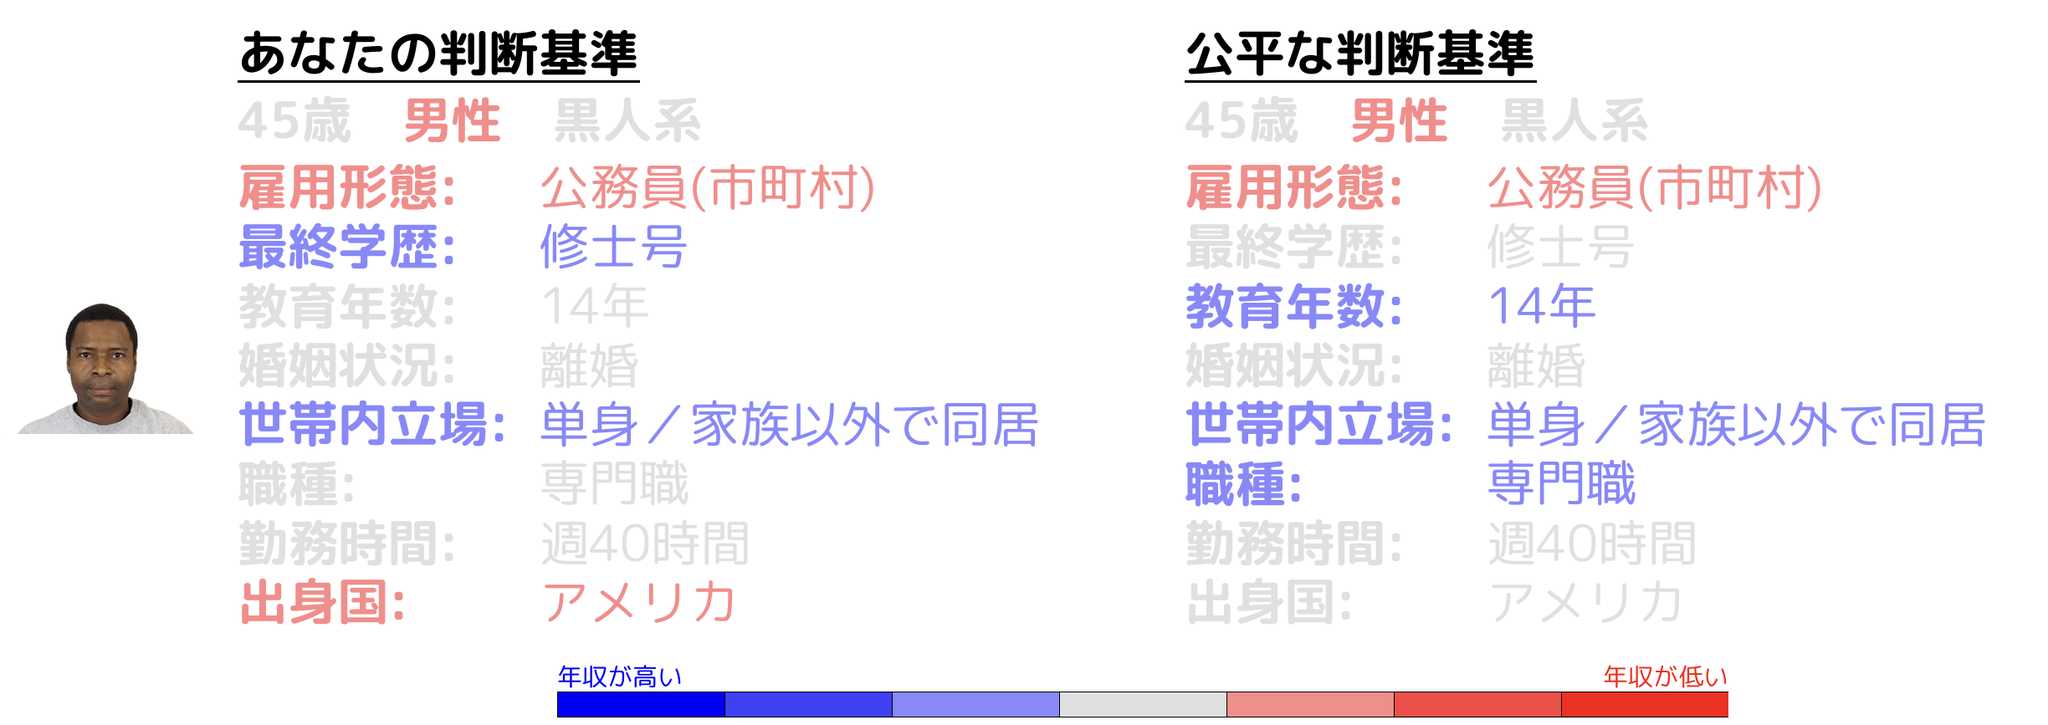 あなたの判断基準
45歳 男性 黒人系
雇用形態: 公務員(市町村)
最終学歴: 修士号
教育年数: 14年
婚姻状況: 離婚
世帯内立場: 単身／家族以外で同居
職種: 専門職
勤務時間: 週40時間
出身国: アメリカ
公平な判断基準
45歳 男性 黒人系
雇用形態: 公務員(市町村)
最終学歴: 修士号
教育年数: 14年
婚姻状況: 離婚
世帯内立場: 単身／家族以外で同居
職種: 専門職
勤務時間: 週40時間
出身国: アメリカ
年収が高い 年収が低い